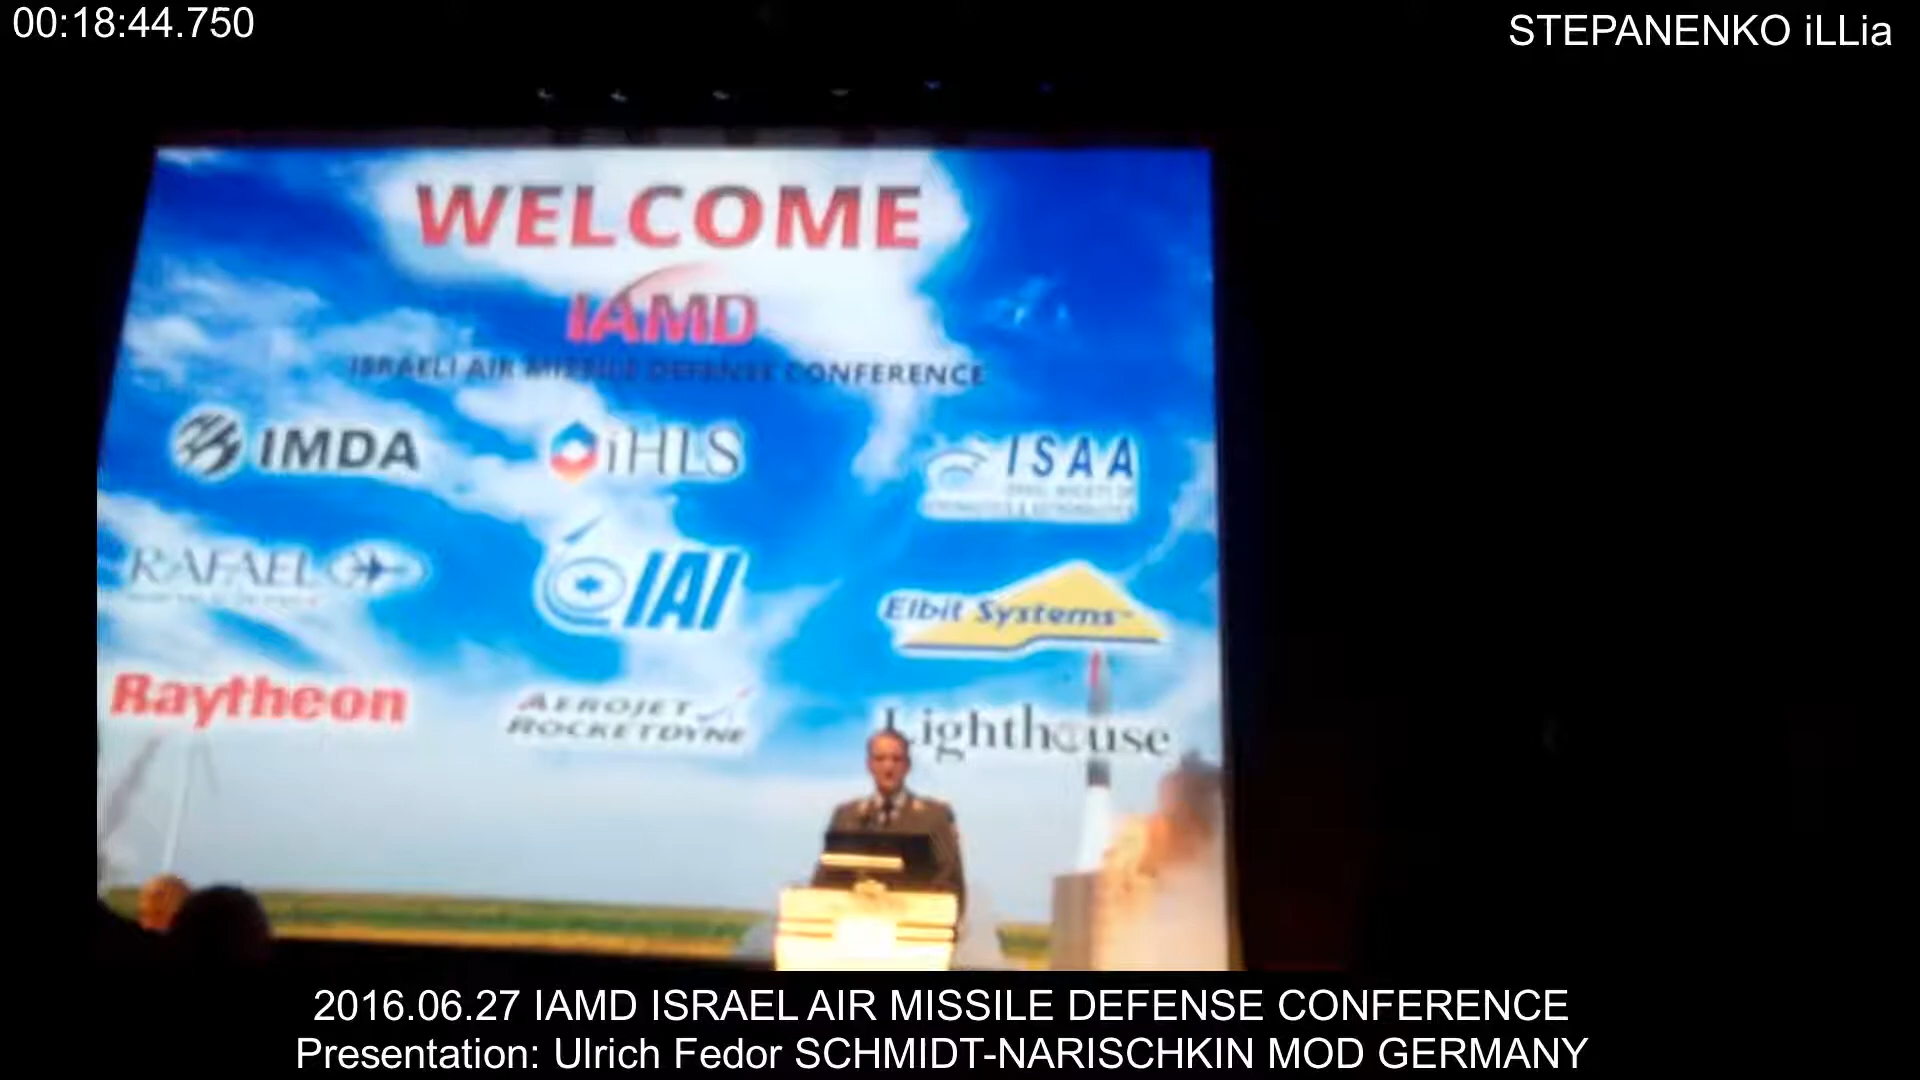 00:18:44.750
STEPANENKO iLLia
WELCOME
IAMD
ISRAELI AIR MISSILE DEFENSE CONFERENCE
IMDA
iHLS
ISAA
RAFAEL
IAI
Elbit Systems
Raytheon
AEROJET
ROCKETDYNE
Lighthouse
2016.06.27 IAMD ISRAEL AIR MISSILE DEFENSE CONFERENCE
Presentation: Ulrich Fedor SCHMIDT-NARISCHKIN MOD GERMANY